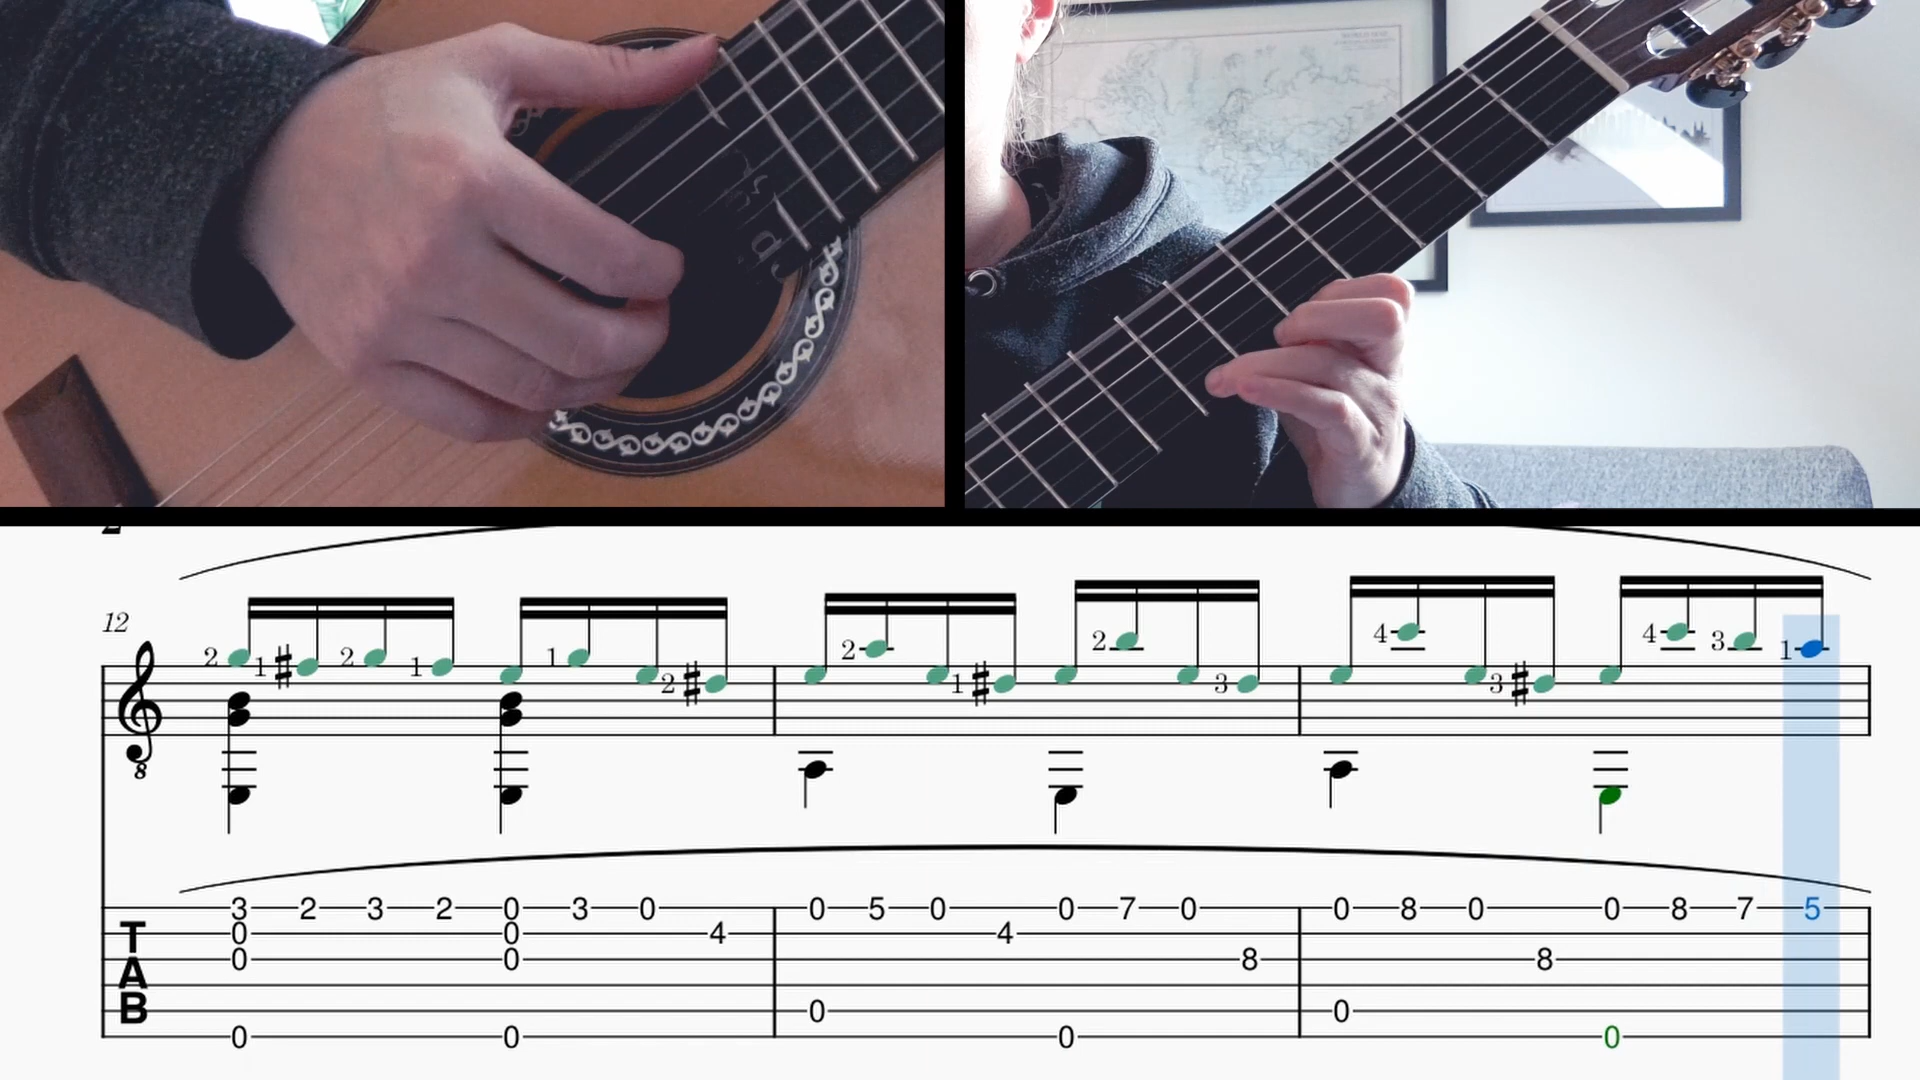 12
2 1 2 1 1 2 2 1 2 3 4 3 4 3 1
8
3 2 3 2 0 3 0 0 5 0 0 7 0 0 8 0 0 8 7 5
T 0 0 4 4
A 0 0 8 8
B 0 0
0 0 0 0